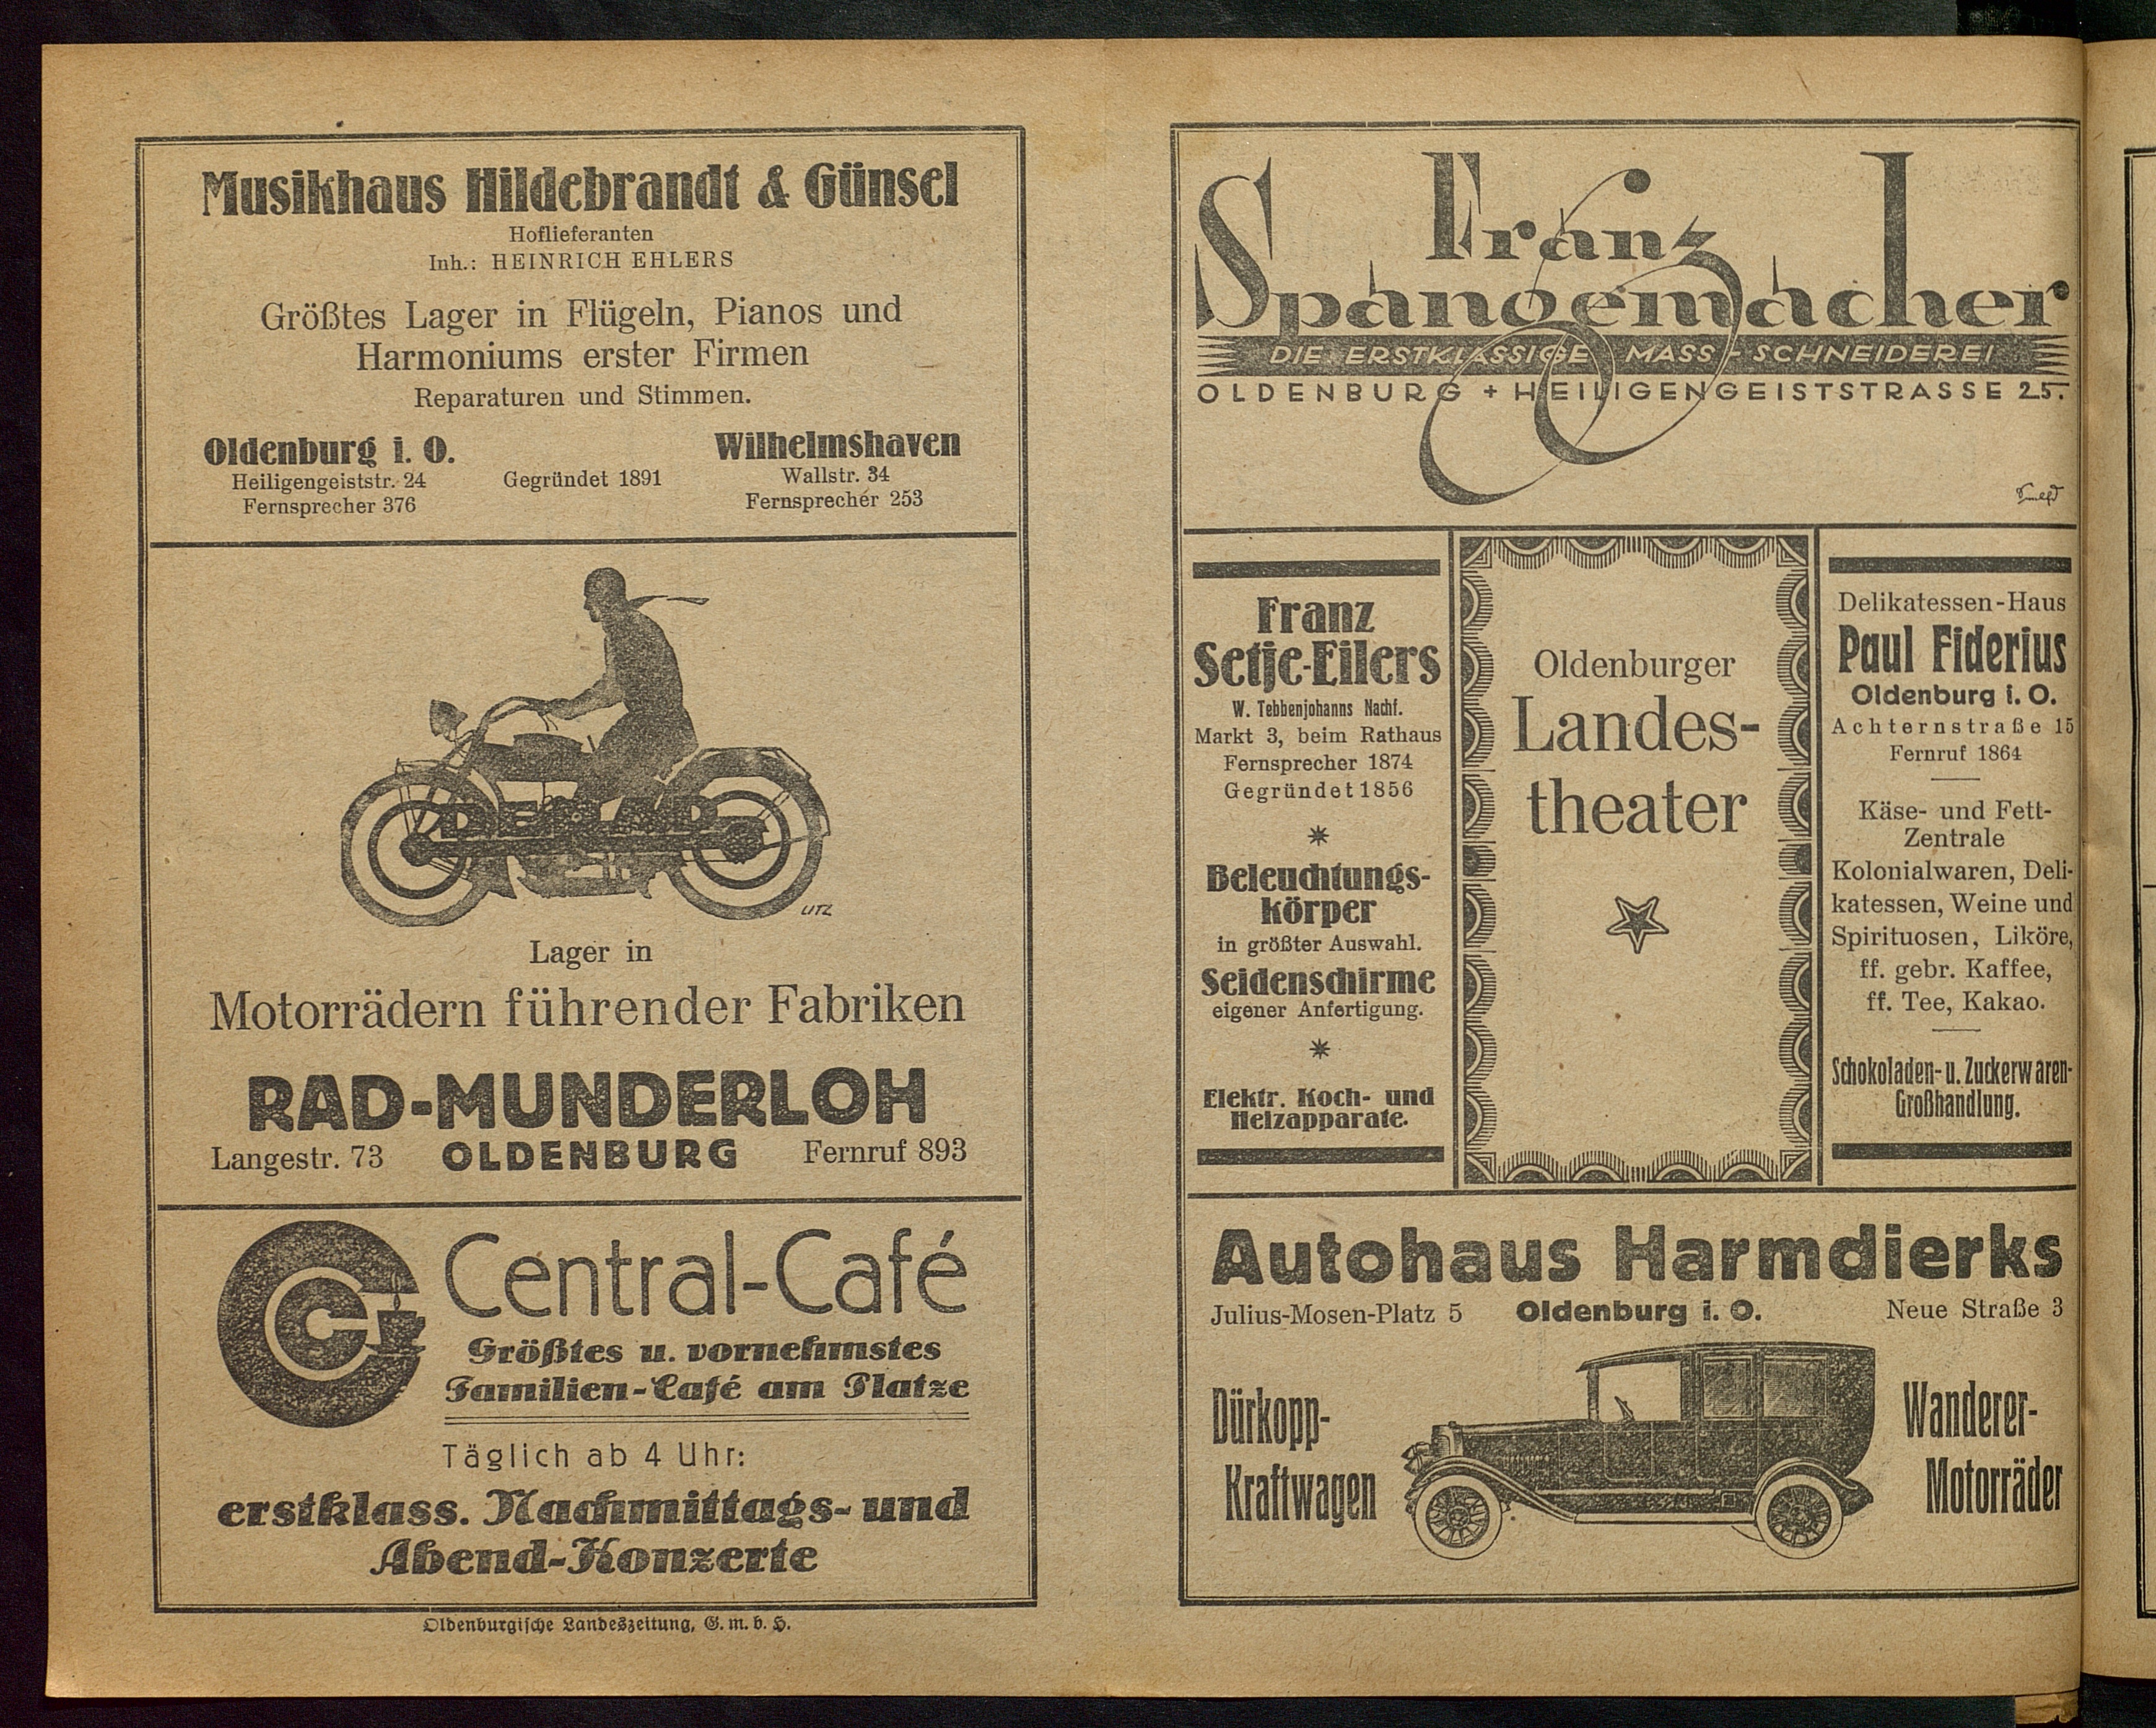 Musikhaus Hildebrandt & Günsel
Hoflieferanten
Inh.: HEINRICH EHLERS
Größtes Lager in Flügeln, Pianos und
Harmoniums erster Firmen
Reparaturen und Stimmen.
Oldenburg i. O.
Heiligengeiststr. 24
Fernsprecher 376
Gegründet 1891
Wilhelmshaven
Wallstr. 34
Fernsprecher 253
UTZ
Lager in
Motorrädern führender Fabriken
RAD-MUNDERLOH
Langestr. 73 OLDENBURG Fernruf 893
Central-Café
Größtes u. vornehmstes
Familien-Café am Platze
Täglich ab 4 Uhr:
erstklass. Nachmittags- und
Abend-Konzerte
Oldenburgische Landeszeitung, G. m. b. H.
Franz
Spangemacher
DIE ERSTKLASSIGE MASS-SCHNEIDEREI
OLDENBURG + HEILIGENGEISTSTRASSE 25.
Franz
Setje-Eilers
W. Tebbenjohanns Nachf.
Markt 3, beim Rathaus
Fernsprecher 1874
Gegründet 1856
Beleuchtungs-
körper
in größter Auswahl.
Seidenschirme
eigener Anfertigung.
Elektr. Koch- und
Heizapparate.
Oldenburger
Landes-
theater
Delikatessen-Haus
Paul Fiderius
Oldenburg i. O.
Achternstraße 15
Fernruf 1864
Käse- und Fett-
Zentrale
Kolonialwaren, Deli-
katessen, Weine und
Spirituosen, Liköre,
ff. gebr. Kaffee,
ff. Tee, Kakao.
Schokoladen- u. Zuckerwaren-
Großhandlung.
Autohaus Harmdierks
Julius-Mosen-Platz 5 Oldenburg i. O. Neue Straße 3
Dürkopp-
Kraftwagen
Wanderer-
Motorräder